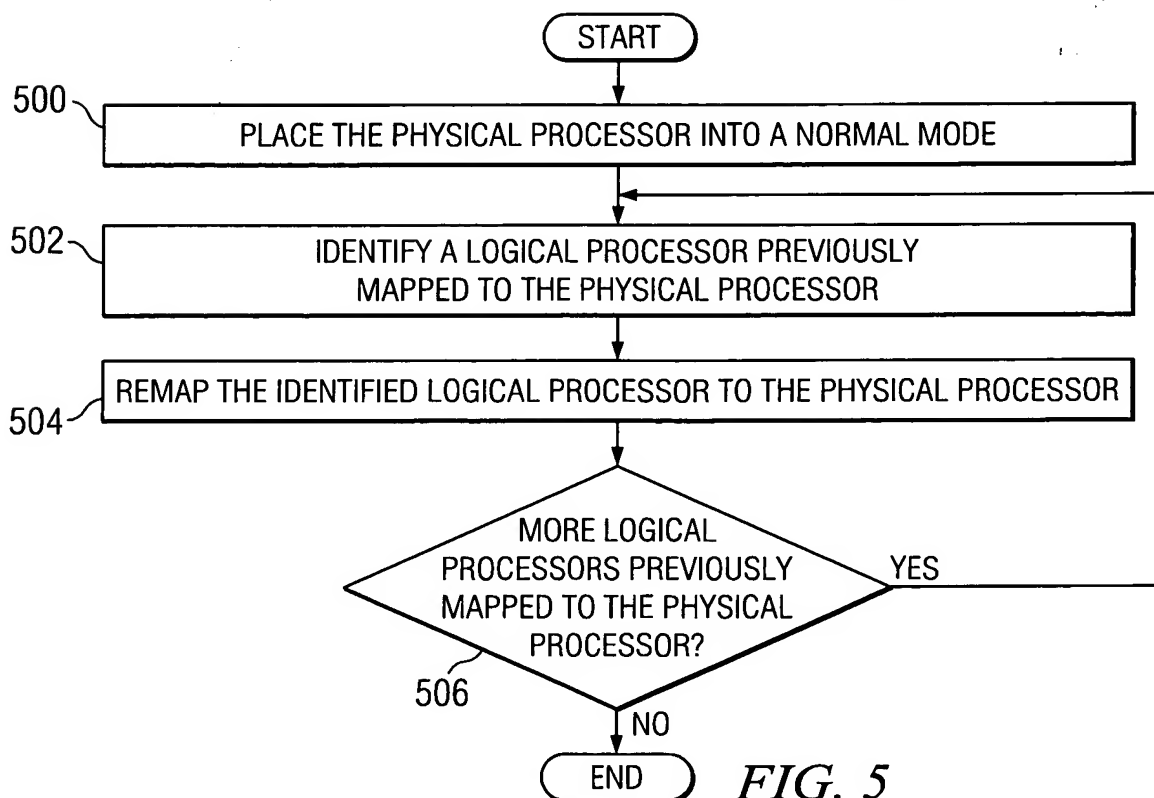 START
500
PLACE THE PHYSICAL PROCESSOR INTO A NORMAL MODE
502
IDENTIFY A LOGICAL PROCESSOR PREVIOUSLY
MAPPED TO THE PHYSICAL PROCESSOR
REMAP THE IDENTIFIED LOGICAL PROCESSOR TO THE PHYSICAL PROCESSOR
504
MORE LOGICAL
PROCESSORS PREVIOUSLY
MAPPED TO THE PHYSICAL
PROCESSOR?
YES
506
NO
END
FIG. 5